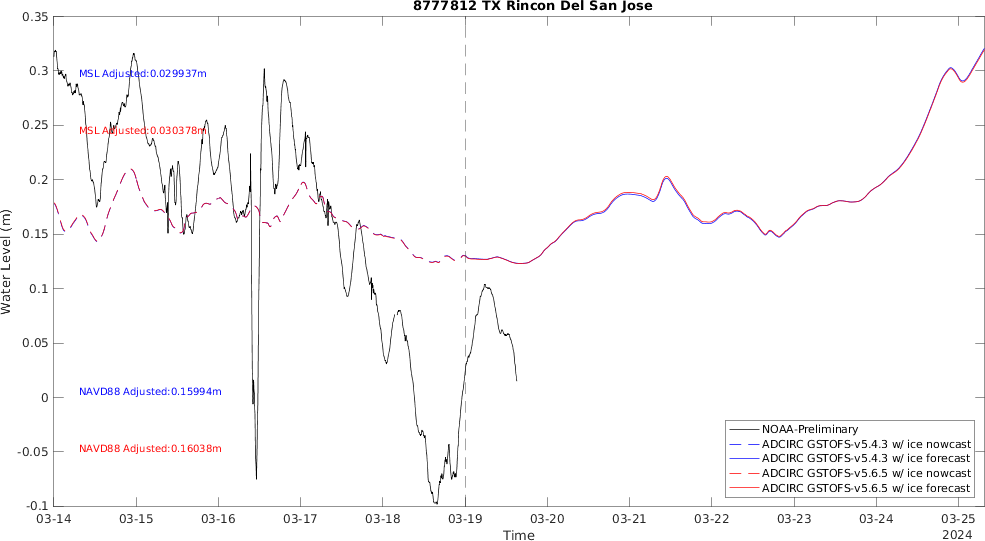 8777812 TX Rincon Del San Jose
0.35
0.3
0.25
0.2
0.15
0.1
0.05
0
-0.05
-0.1
Water Level (m)
MSL Adjusted:0.029937m
MSL Adjusted:0.030378m
NAVD88 Adjusted:0.15994m
NAVD88 Adjusted:0.16038m
NOAA-Preliminary
ADCIRC GSTOFS-v5.4.3 w/ ice nowcast
ADCIRC GSTOFS-v5.4.3 w/ ice forecast
ADCIRC GSTOFS-v5.6.5 w/ ice nowcast
ADCIRC GSTOFS-v5.6.5 w/ ice forecast
03-14 03-15 03-16 03-17 03-18 03-19 03-20 03-21 03-22 03-23 03-24 03-25
Time
2024